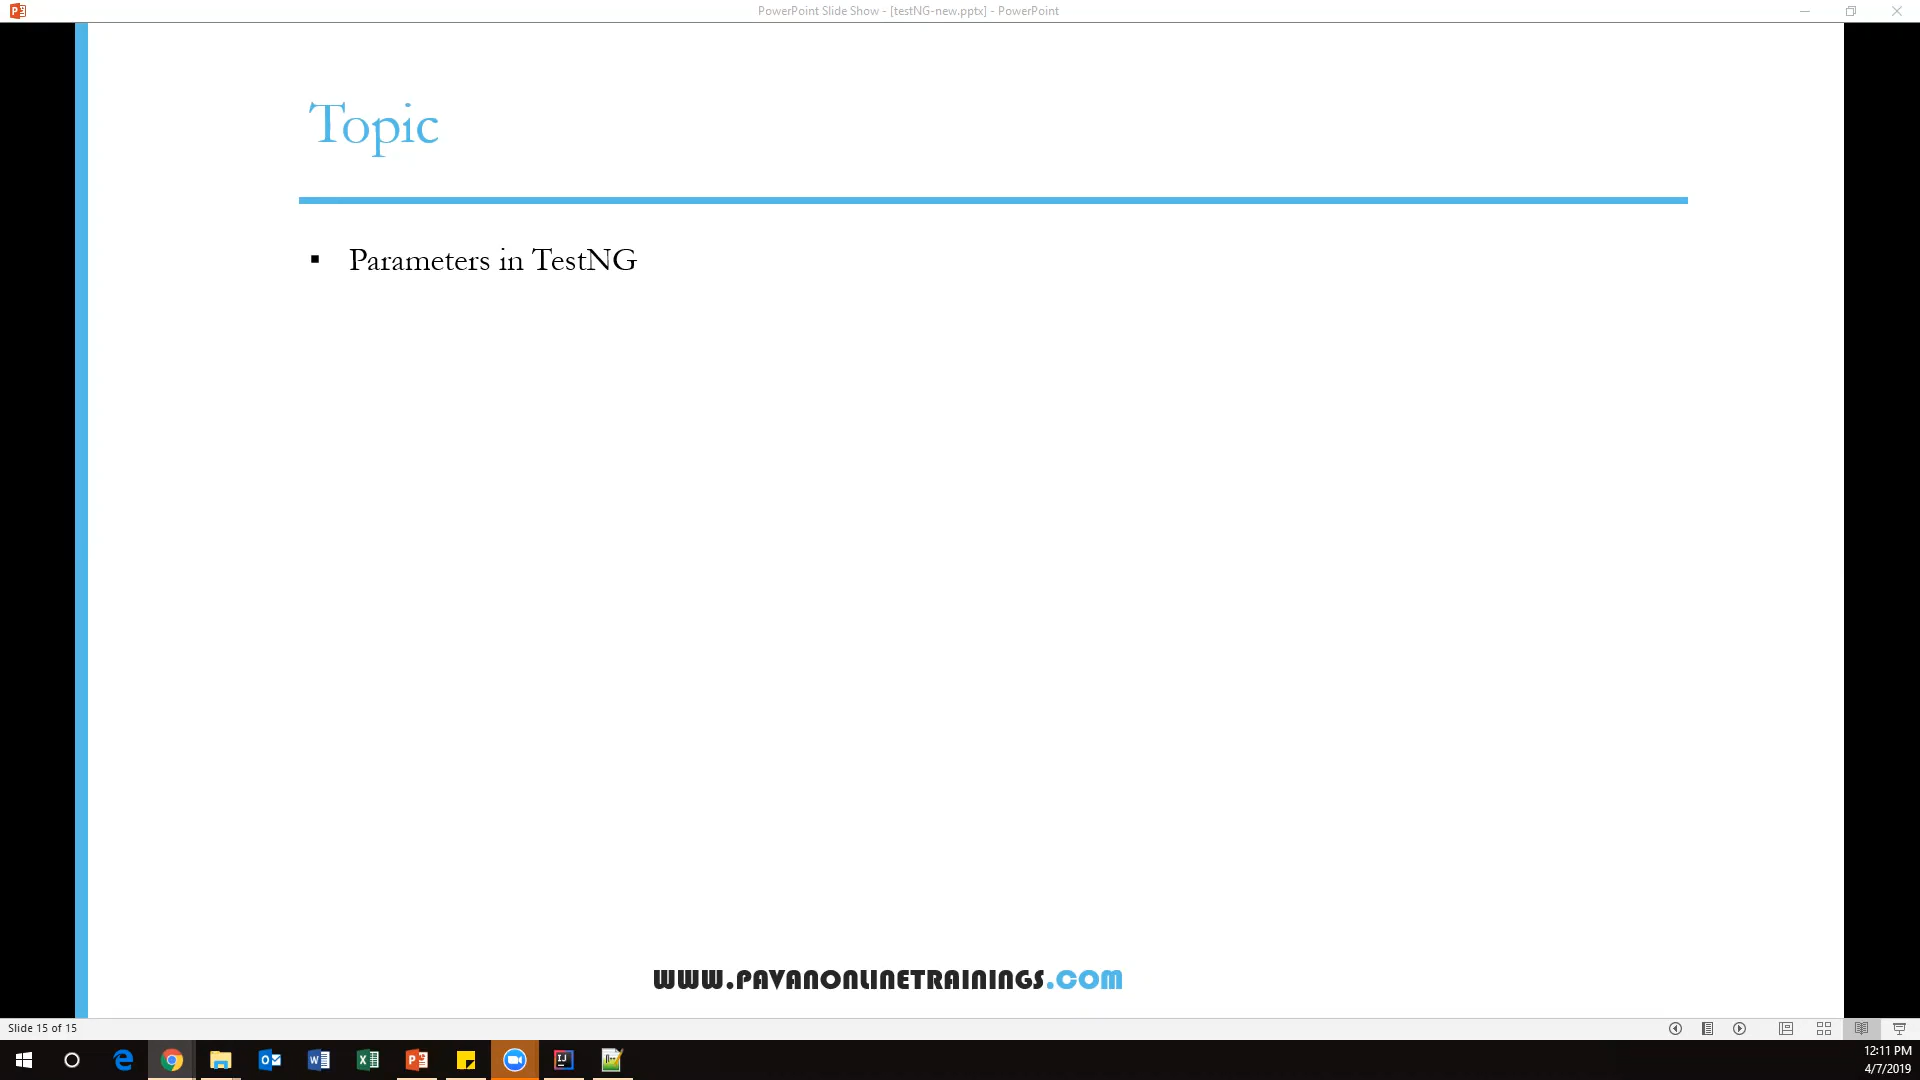 PowerPoint Slide Show - [testNG-new.pptx] - PowerPoint
Topic
▪ Parameters in TestNG
WWW.PAVANONLINETRAININGS.COM
Slide 15 of 15
12:11 PM
4/7/2019